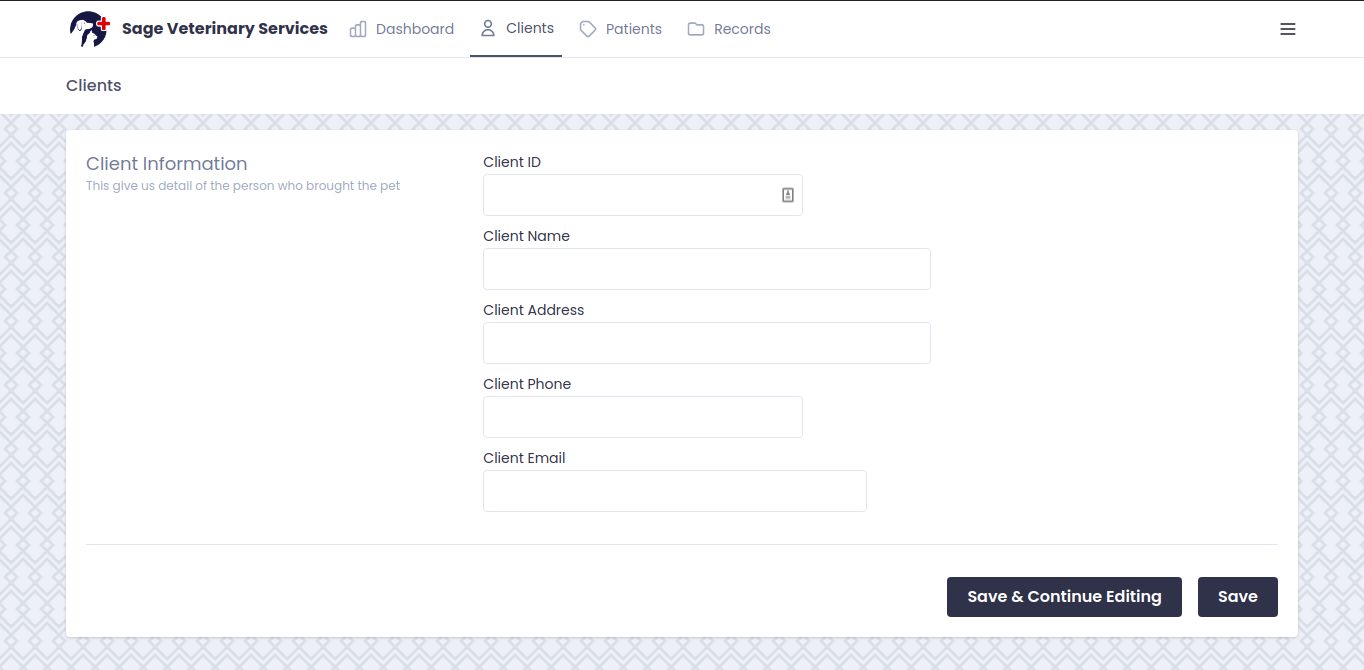 Sage Veterinary Services Dashboard Clients Patients Records
Clients
Client Information
This give us detail of the person who brought the pet
Client ID
Client Name
Client Address
Client Phone
Client Email
Save & Continue Editing Save